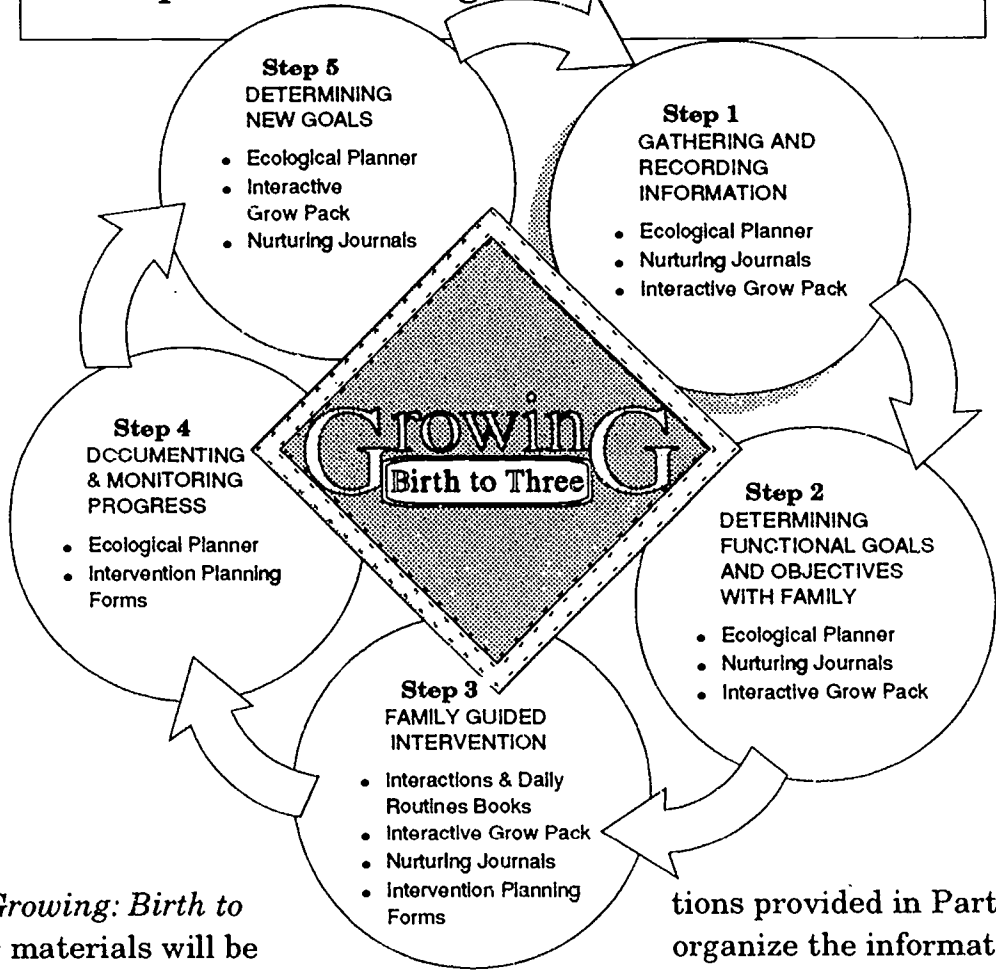 Step 5
DETERMINING
NEW GOALS
• Ecological Planner
• Interactive
Grow Pack
• Nurturing Journals
Step 1
GATHERING AND
RECORDING
INFORMATION
• Ecological Planner
• Nurturing Journals
• Interactive Grow Pack
GrowinG
Birth to Three
Step 4
DOCUMENTING
& MONITORING
PROGRESS
• Ecological Planner
• Intervention Planning
Forms
Step 2
DETERMINING
FUNCTIONAL GOALS
AND OBJECTIVES
WITH FAMILY
• Ecological Planner
• Nurturing Journals
• Interactive Grow Pack
Step 3
FAMILY GUIDED
INTERVENTION
• Interactions & Daily
Routines Books
• Interactive Grow Pack
• Nurturing Journals
• Intervention Planning
Forms
Growing: Birth to
materials will be
tions provided in Part
organize the informat